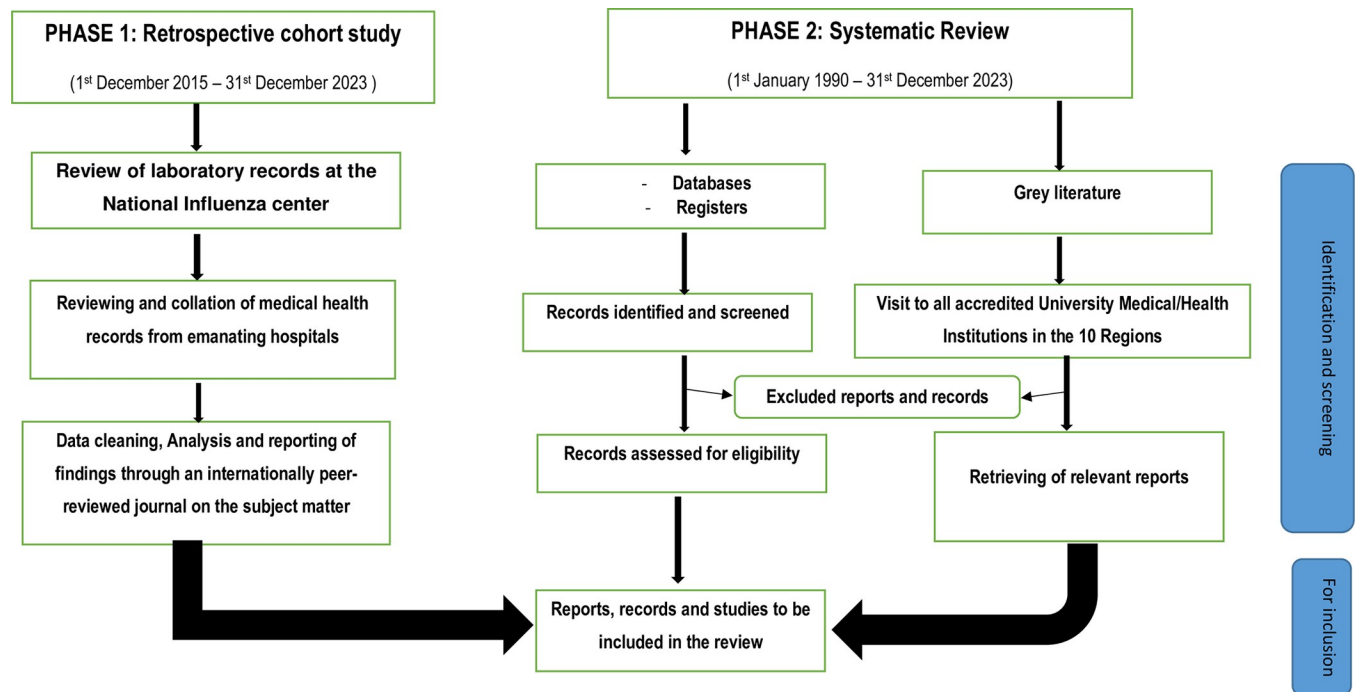 PHASE 1: Retrospective cohort study
(1st December 2015 – 31st December 2023 )
Review of laboratory records at the
National Influenza center
Reviewing and collation of medical health
records from emanating hospitals
Data cleaning, Analysis and reporting of
findings through an internationally peer-
reviewed journal on the subject matter
PHASE 2: Systematic Review
(1st January 1990 – 31st December 2023)
- Databases
- Registers
Records identified and screened
Records assessed for eligibility
Grey literature
Visit to all accredited University Medical/Health
Institutions in the 10 Regions
Excluded reports and records
Retrieving of relevant reports
Reports, records and studies to be
included in the review
Identification and screening
For inclusion